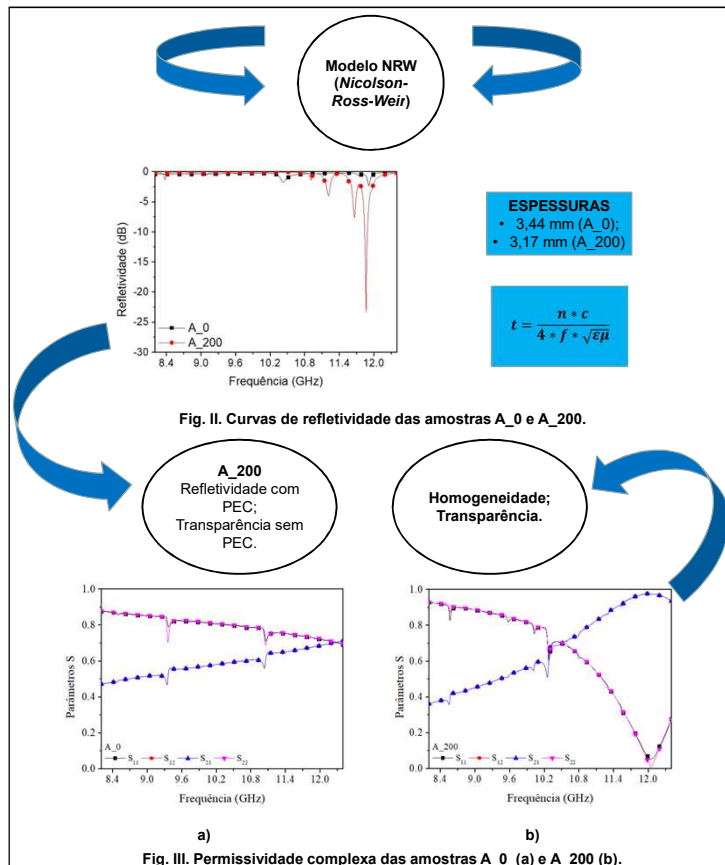 Modelo NRW
(Nicolson-
Ross-Weir)
0
-5
-10
-15
-20
-25
-30
Refletividade (dB)
A_0
A_200
8.4 9.0 9.6 10.2 10.8 11.4 12.0
Frequência (GHz)
ESPESSURAS
• 3,44 mm (A_0);
• 3,17 mm (A_200)
t = n * c / 4 * f * √εμ
Fig. II. Curvas de refletividade das amostras A_0 e A_200.
A_200
Refletividade com
PEC;
Transparência sem
PEC.
Homogeneidade;
Transparência.
1.0
0.8
0.6
0.4
0.2
0.0
Parâmetros S
A_0
S11 S12 S21 S22
8.4 9.0 9.6 10.2 10.8 11.4 12.0
Frequência (GHz)
a)
1.0
0.8
0.6
0.4
0.2
0.0
Parâmetros S
A_200
S11 S12 S21 S22
8.4 9.0 9.6 10.2 10.8 11.4 12.0
Frequência (GHz)
b)
Fig. III. Permissividade complexa das amostras A_0 (a) e A_200 (b).